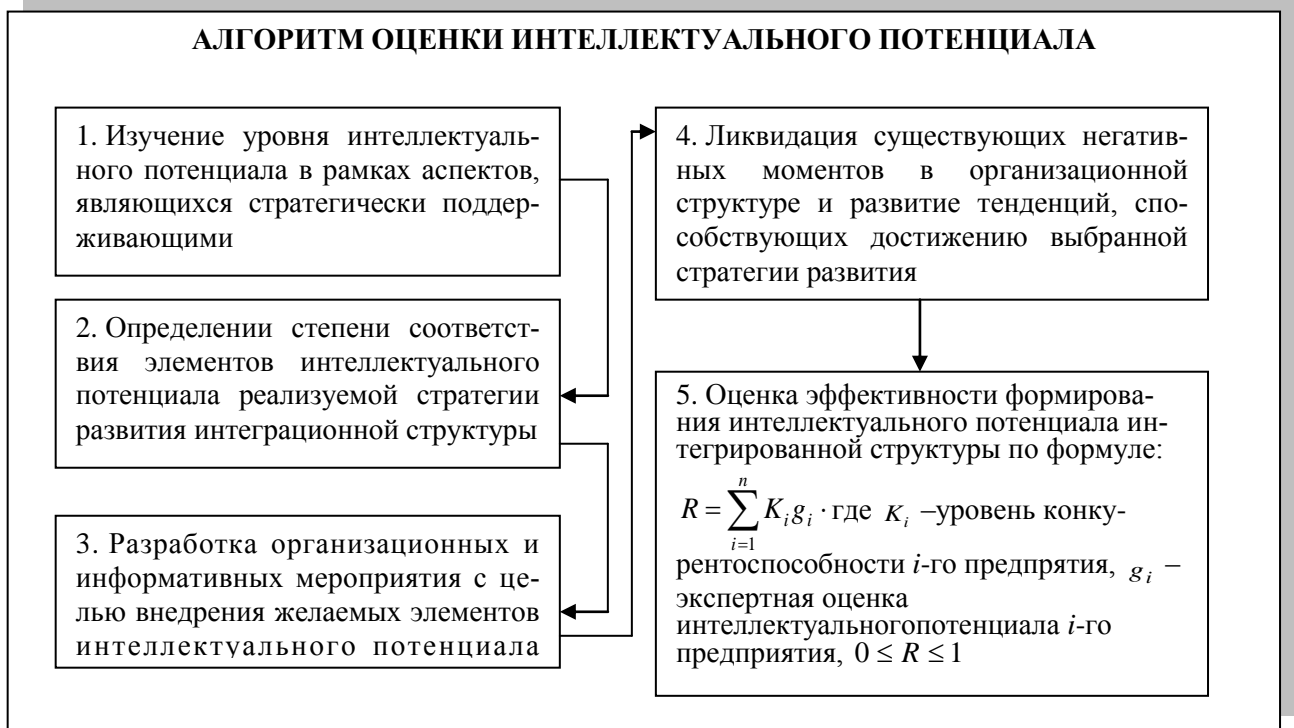 АЛГОРИТМ ОЦЕНКИ ИНТЕЛЛЕКТУАЛЬНОГО ПОТЕНЦИАЛА
1. Изучение уровня интеллектуаль-
ного потенциала в рамках аспектов,
являющихся стратегически поддер-
живающими
2. Определении степени соответст-
вия элементов интеллектуального
потенциала реализуемой стратегии
развития интеграционной структуры
3. Разработка организационных и
информативных мероприятия с це-
лью внедрения желаемых элементов
интеллектуального потенциала
4. Ликвидация существующих негатив-
ных моментов в организационной
структуре и развитие тенденций, спо-
собствующих достижению выбранной
стратегии развития
5. Оценка эффективности формирова-
ния интеллектуального потенциала ин-
тегрированной структуры по формуле:
R = ∑_{i=1}^{n} K_i g_i · где K_i –уровень конку-
рентоспособности i-го предпрятия, g_i –
экспертная оценка
интеллектуальногопотенциала i-го
предприятия, 0 ≤ R ≤ 1